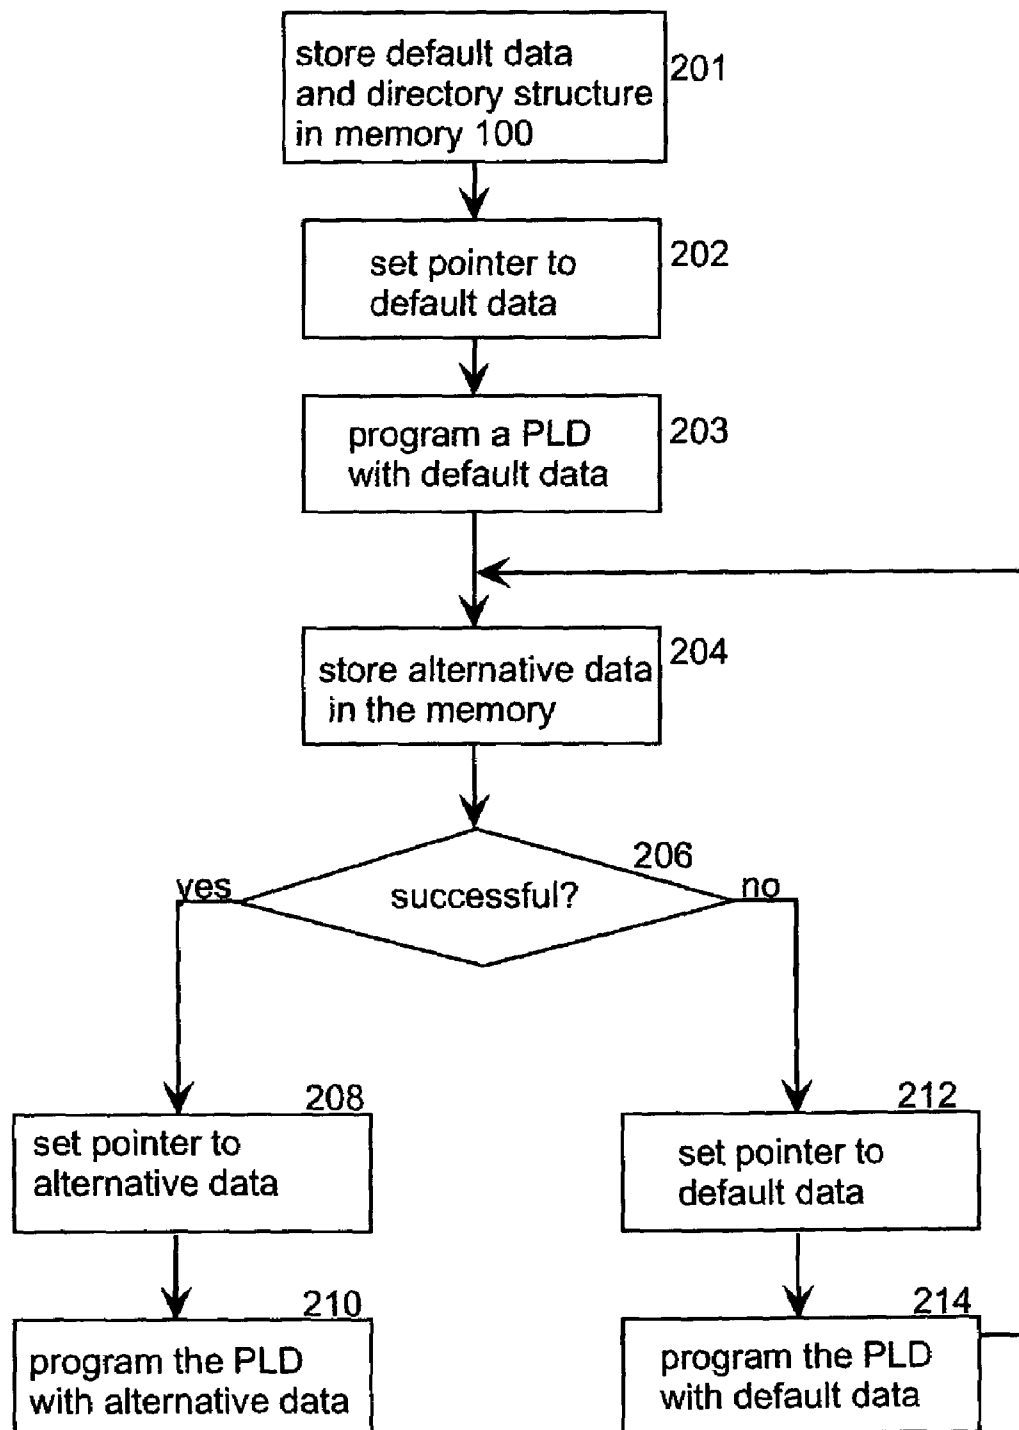 store default data
and directory structure
in memory 100
201
set pointer to
default data
202
program a PLD
with default data
203
store alternative data
in the memory
204
206
successful?
yes
no
208
set pointer to
alternative data
212
set pointer to
default data
210
program the PLD
with alternative data
214
program the PLD
with default data